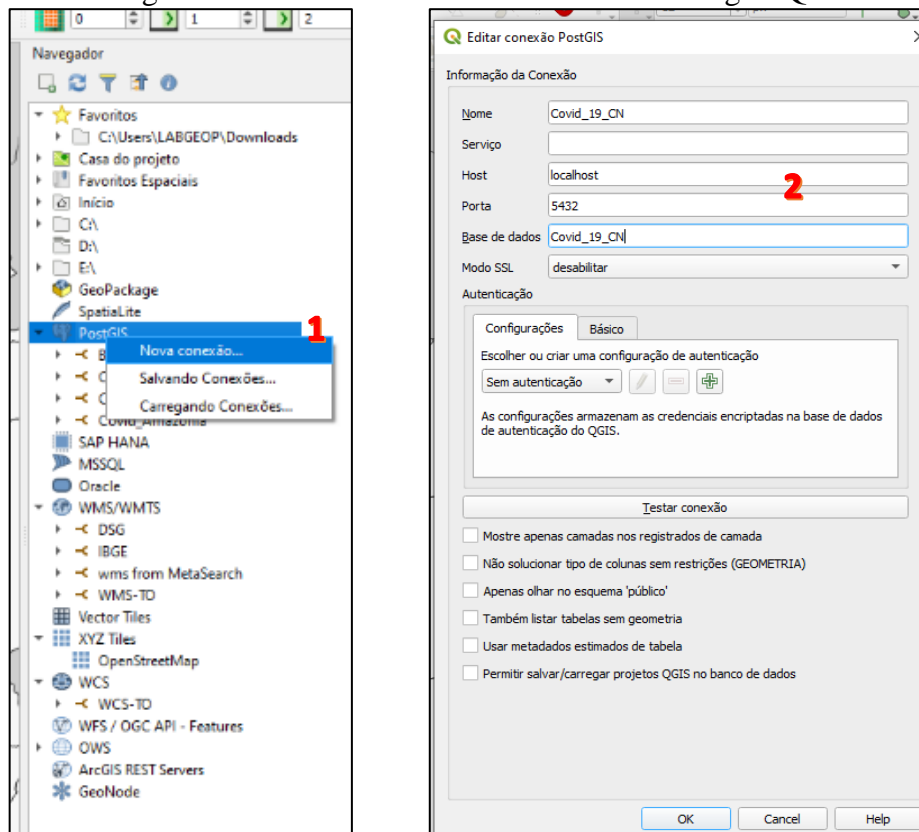 0 1 2
Navegador
Favoritos
C:\Users\LABGEOP\Downloads
Casa do projeto
Favoritos Espaciais
Início
C:\
D:\
E:\
GeoPackage
SpatiaLite
PostGIS
1
Nova conexão...
Salvando Conexões...
Carregando Conexões...
Covid_Amazonia
SAP HANA
MSSQL
Oracle
WMS/WMTS
DSG
IBGE
wms from MetaSearch
WMS-TO
Vector Tiles
XYZ Tiles
OpenStreetMap
WCS
WCS-TO
WFS / OGC API - Features
OWS
ArcGIS REST Servers
GeoNode
Editar conexão PostGIS
Informação da Conexão
Nome Covid_19_CN
Serviço
Host localhost
2
Porta 5432
Base de dados Covid_19_CN
Modo SSL desabilitar
Autenticação
Configurações Básico
Escolher ou criar uma configuração de autenticação
Sem autenticação
As configurações armazenam as credenciais encriptadas na base de dados
de autenticação do QGIS.
Testar conexão
Mostre apenas camadas nos registrados de camada
Não solucionar tipo de colunas sem restrições (GEOMETRIA)
Apenas olhar no esquema 'público'
Também listar tabelas sem geometria
Usar metadados estimados de tabela
Permitir salvar/carregar projetos QGIS no banco de dados
OK Cancel Help